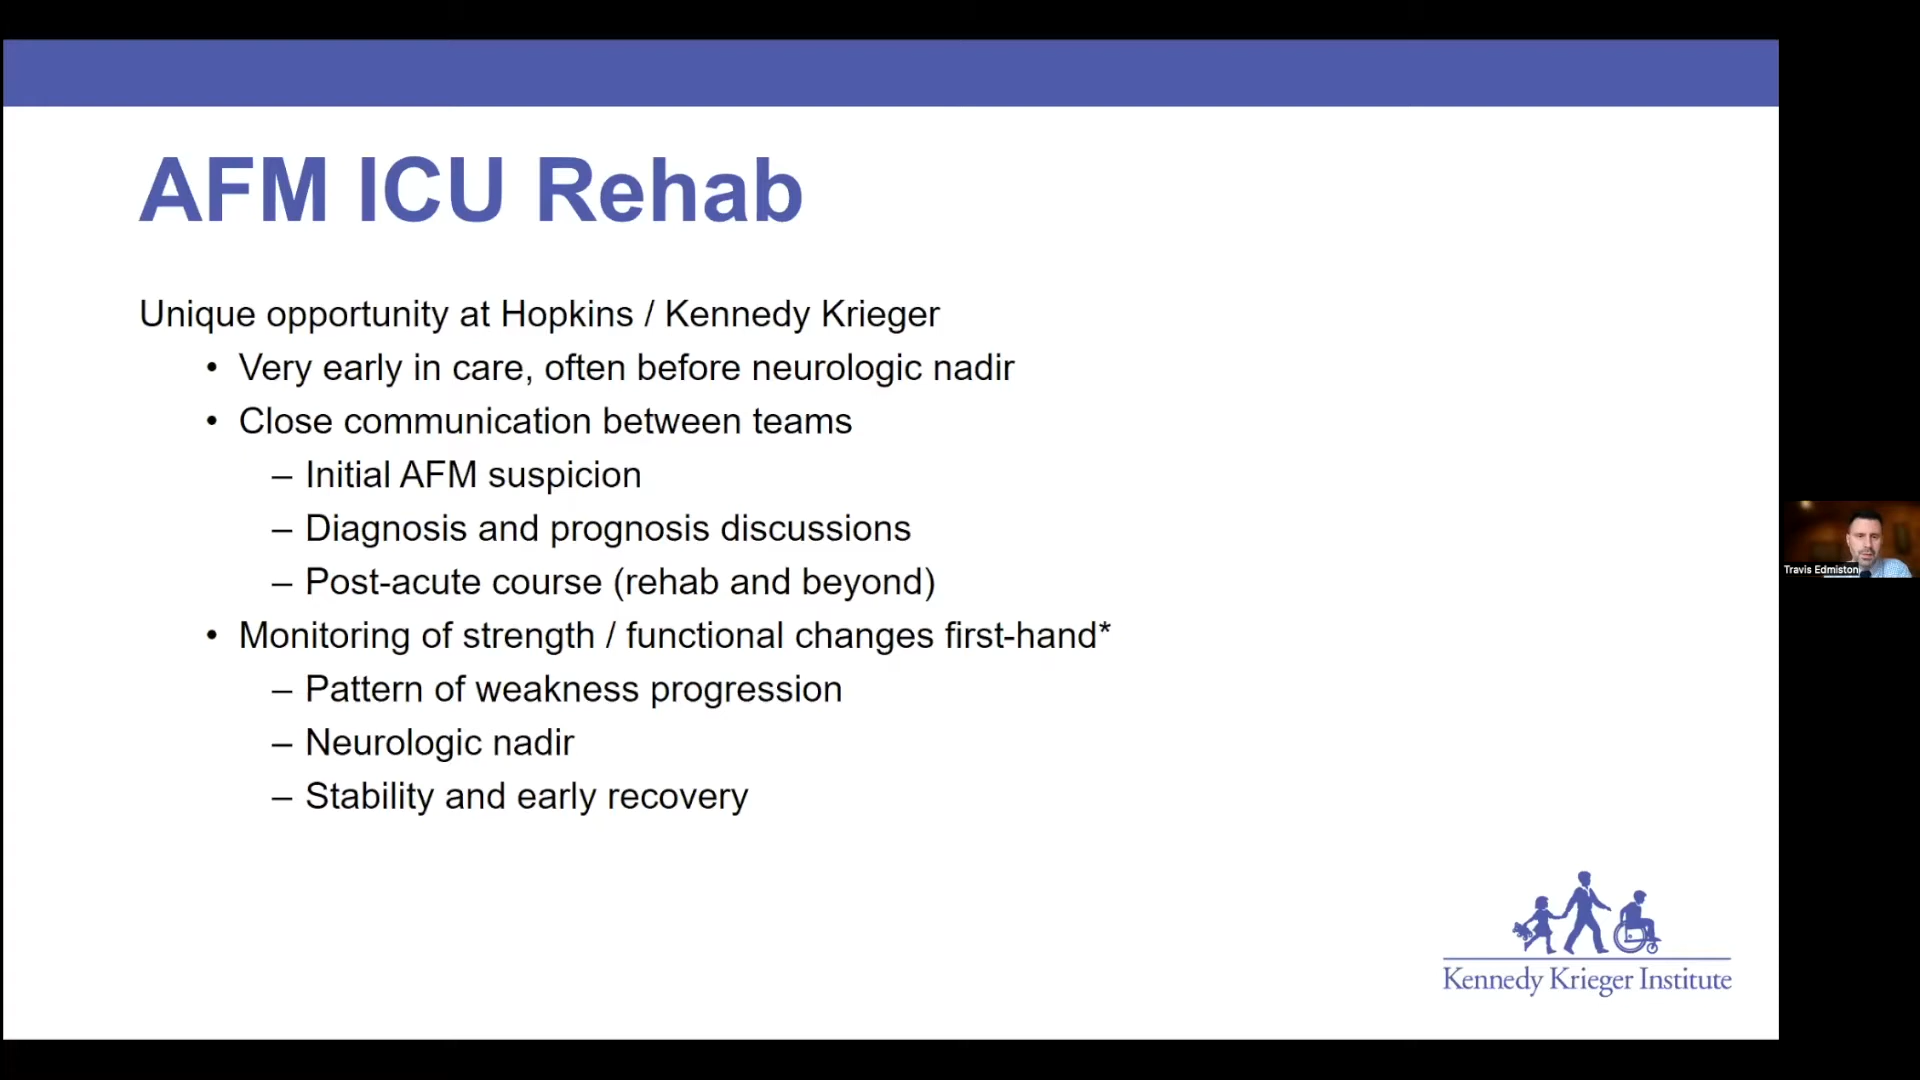 AFM ICU Rehab
Unique opportunity at Hopkins / Kennedy Krieger
• Very early in care, often before neurologic nadir
• Close communication between teams
– Initial AFM suspicion
– Diagnosis and prognosis discussions
– Post-acute course (rehab and beyond)
• Monitoring of strength / functional changes first-hand*
– Pattern of weakness progression
– Neurologic nadir
– Stability and early recovery
Travis Edmiston
Kennedy Krieger Institute